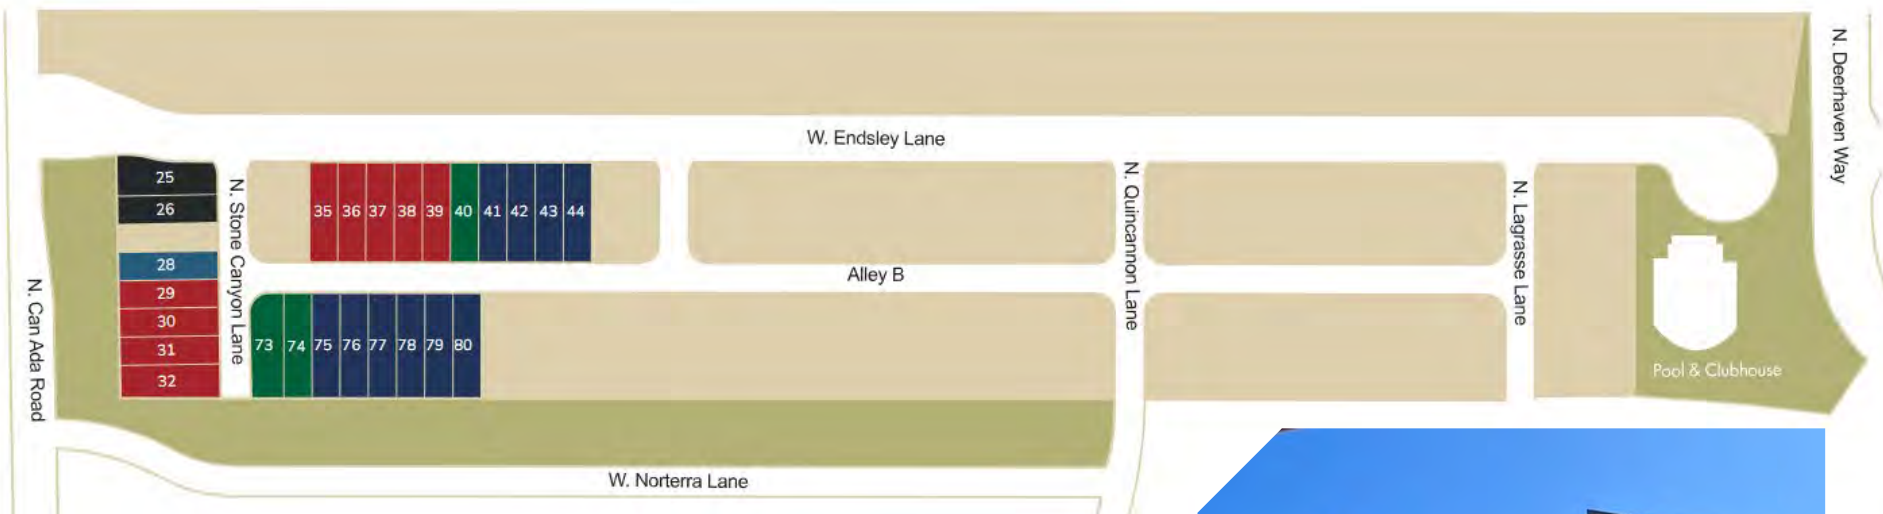 N. Deerhaven Way
W. Endsley Lane
25
26
28
29
30
31
32
N. Stone Canyon Lane
35 36 37 38 39 40 41 42 43 44
N. Quincannon Lane
N. Lagrasse Lane
Alley B
N. Can Ada Road
73 74 75 76 77 78 79 80
Pool & Clubhouse
W. Norterra Lane